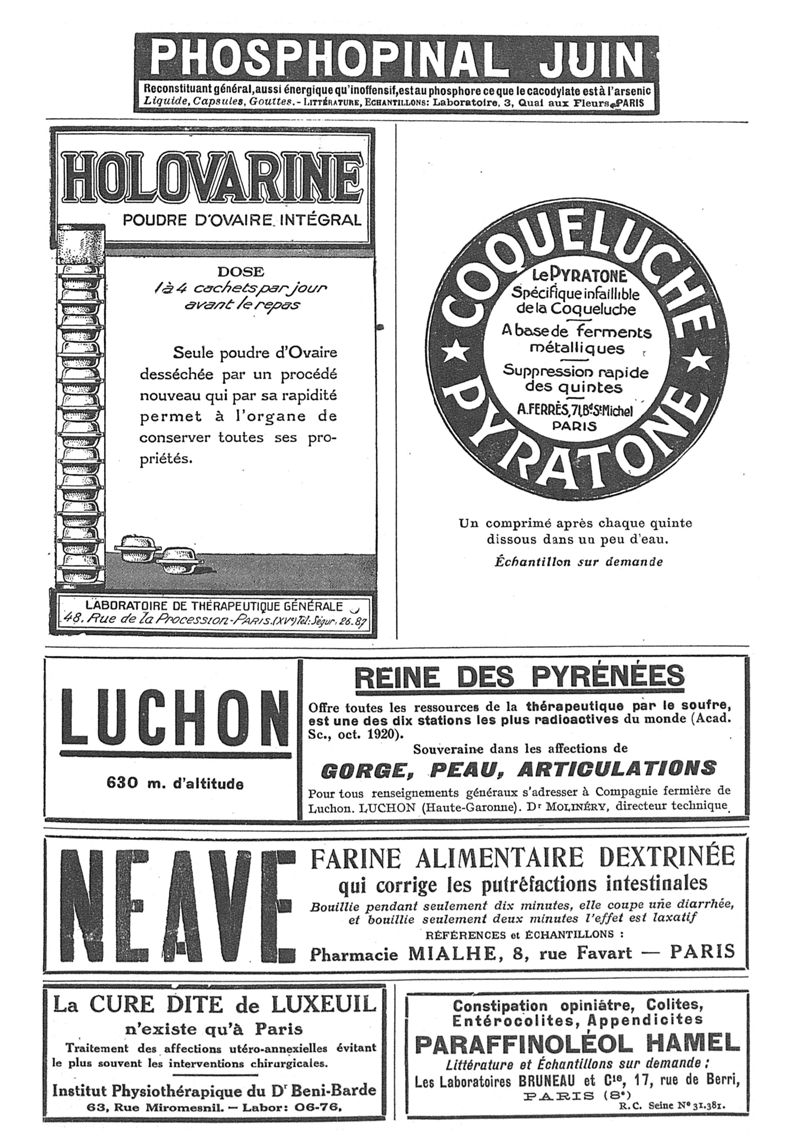 PHOSPHOPINAL JUIN
Reconstituant général, aussi énergique qu'inoffensif, est au phosphore ce que le cacodylate est à l'arsenic
Liquide, Capsules, Gouttes. - LITTÉRATURE, ECHANTILLONS: Laboratoire, 3, Quai aux Fleurs, PARIS
HOLOVARINE
POUDRE D'OVAIRE INTÉGRAL
DOSE
1 à 4 cachets par jour
avant le repas
Seule poudre d'Ovaire
desséchée par un procédé
nouveau qui par sa rapidité
permet à l'organe de
conserver toutes ses pro-
priétés.
LABORATOIRE DE THÉRAPEUTIQUE GÉNÉRALE
48, Rue de la Procession-PARIS.(XVe) Tél: Ségur. 26.87
COQUELUCHE
Le PYRATONE
Spécifique infaillible
de la Coqueluche
A base de ferments
métalliques
Suppression rapide
des quintes
A. FERRÈS, 71, Bd St Michel
PARIS
PYRATONE
Un comprimé après chaque quinte
dissous dans un peu d'eau.
Échantillon sur demande
LUCHON
630 m. d'altitude
REINE DES PYRÉNÉES
Offre toutes les ressources de la thérapeutique par le soufre,
est une des dix stations les plus radioactives du monde (Acad.
Sc., oct. 1920).
Souveraine dans les affections de
GORGE, PEAU, ARTICULATIONS
Pour tous renseignements généraux s'adresser à Compagnie fermière de
Luchon. LUCHON (Haute-Garonne). Dr MOLINÉRY, directeur technique
NEAVE
FARINE ALIMENTAIRE DEXTRINÉE
qui corrige les putréfactions intestinales
Bouillie pendant seulement dix minutes, elle coupe une diarrhée,
et bouillie seulement deux minutes l'effet est laxatif
RÉFÉRENCES et ÉCHANTILLONS :
Pharmacie MIALHE, 8, rue Favart — PARIS
La CURE DITE de LUXEUIL
n'existe qu'à Paris
Traitement des affections utéro-annexielles évitant
le plus souvent les interventions chirurgicales.
Institut Physiothérapique du Dr Beni-Barde
63, Rue Miromesnil. — Labor: 06-76.
Constipation opiniâtre, Colites,
Entérocolites, Appendicites
PARAFFINOLÉOL HAMEL
Littérature et Échantillons sur demande :
Les Laboratoires BRUNEAU et Cie, 17, rue de Berri,
PARIS (8e)
R. C. Seine No 31.381.